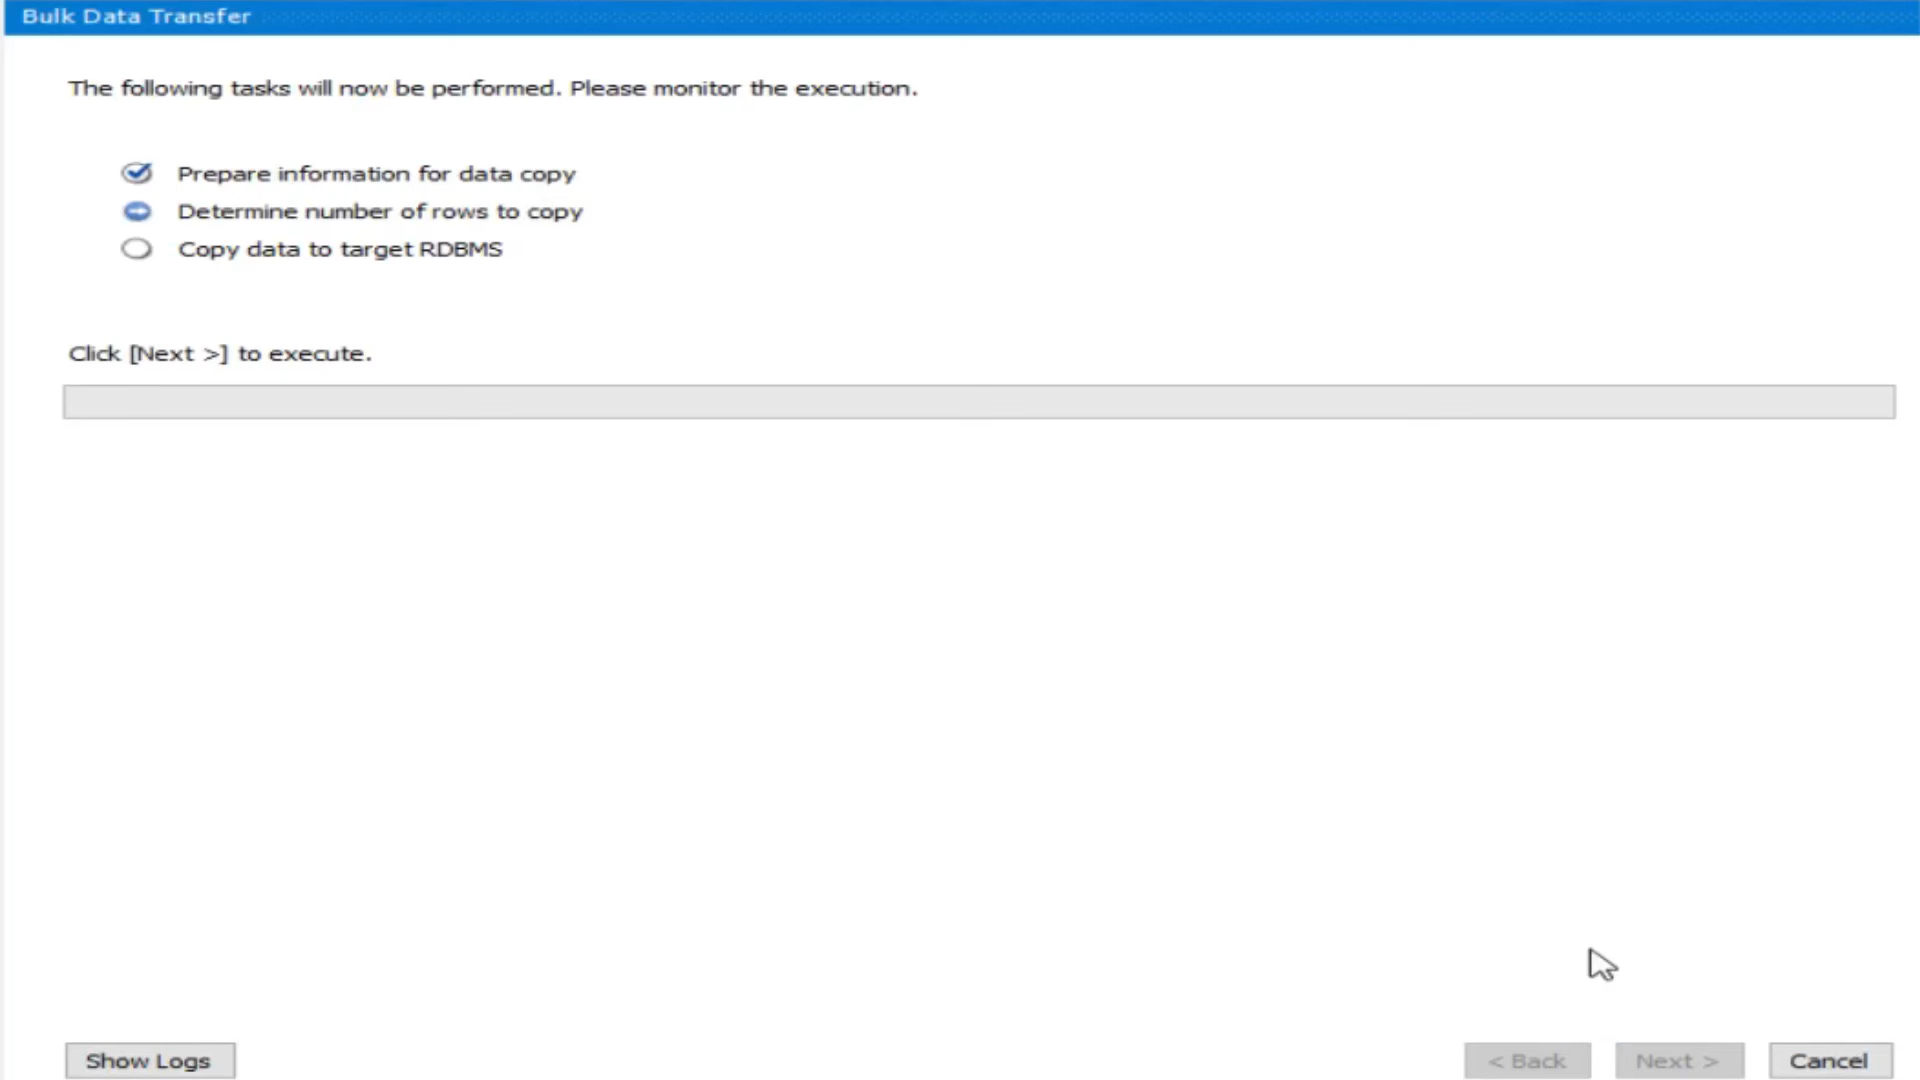 Bulk Data Transfer
The following tasks will now be performed. Please monitor the execution.
Prepare information for data copy
Determine number of rows to copy
Copy data to target RDBMS
Click [Next >] to execute.
Show Logs
< Back
Next >
Cancel